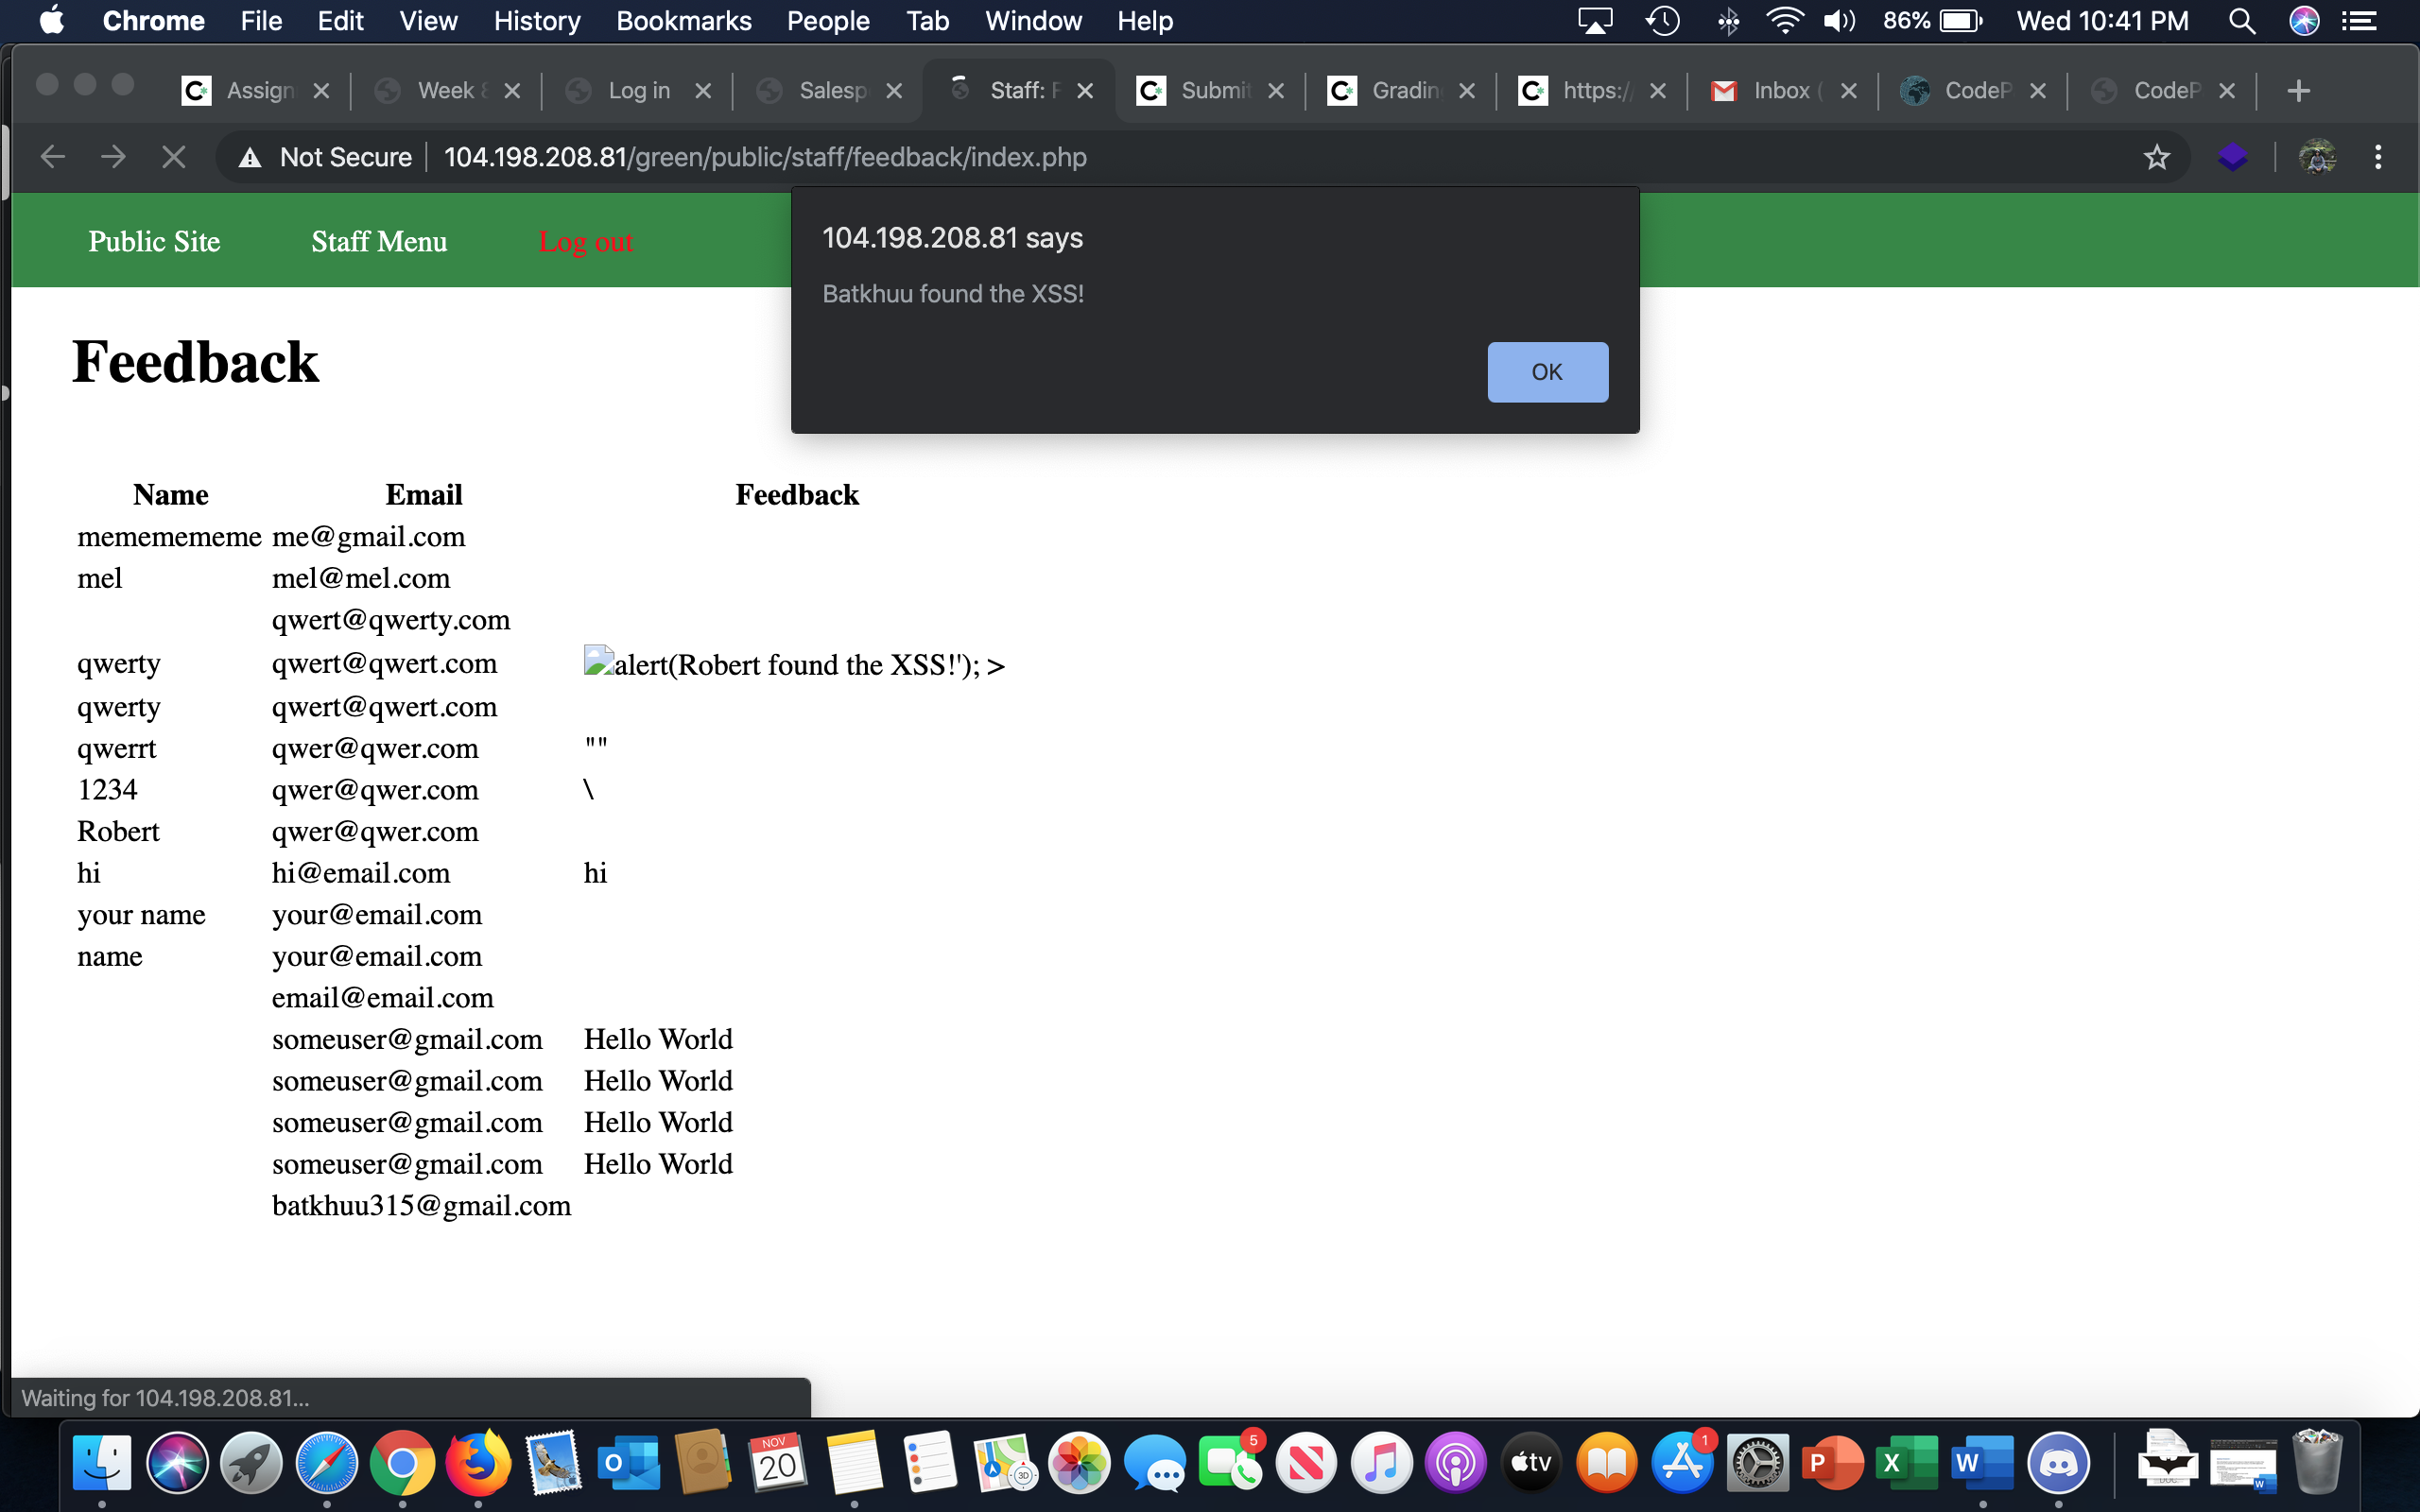 Chrome File Edit View History Bookmarks People Tab Window Help 86% Wed 10:41 PM
Assign Week 8 Log in Salesp Staff: F Submit Grading https:/ Inbox ( CodeP CodeP
Not Secure 104.198.208.81/green/public/staff/feedback/index.php
Public Site Staff Menu Log out
104.198.208.81 says
Batkhuu found the XSS!
OK
Feedback
Name Email Feedback
mememememe me@gmail.com
mel mel@mel.com
qwert@qwerty.com
qwerty qwert@qwert.com alert(Robert found the XSS!'); >
qwerty qwert@qwert.com
qwerrt qwer@qwer.com ""
1234 qwer@qwer.com \
Robert qwer@qwer.com
hi hi@email.com hi
your name your@email.com
name your@email.com
email@email.com
someuser@gmail.com Hello World
someuser@gmail.com Hello World
someuser@gmail.com Hello World
someuser@gmail.com Hello World
batkhuu315@gmail.com
Waiting for 104.198.208.81...
NOV
20
3D
5
tv
1
P
X
W
O